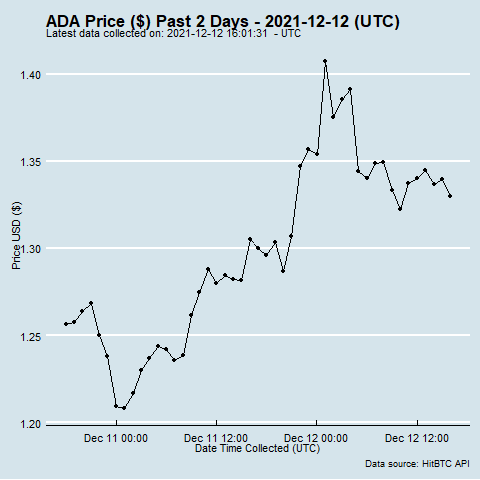 ADA Price ($) Past 2 Days - 2021-12-12 (UTC)
Latest data collected on: 2021-12-12 16:01:31 - UTC
1.40
1.35
1.30
1.25
1.20
Price USD ($)
Dec 11 00:00 Dec 11 12:00 Dec 12 00:00 Dec 12 12:00
Date Time Collected (UTC)
Data source: HitBTC API